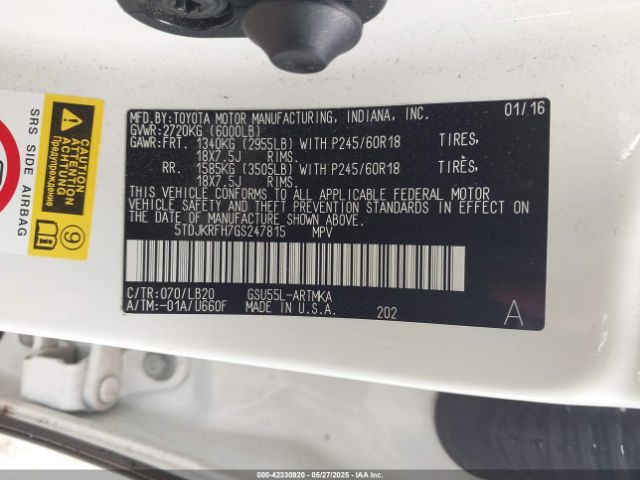 MFD.BY:TOYOTA MOTOR MANUFACTURING, INDIANA, INC. 01/16
GVWR:2720KG (6000LB)
GAWR:FRT. 1340KG (2955LB) WITH P245/60R18 TIRES,
18X7.5J RIMS.
RR. 1585KG (3505LB) WITH P245/60R18 TIRES,
18X7.5J RIMS.
THIS VEHICLE CONFORMS TO ALL APPLICABLE FEDERAL MOTOR
VEHICLE SAFETY AND THEFT PREVENTION STANDARDS IN EFFECT ON
THE DATE OF MANUFACTURE SHOWN ABOVE.
5TDJKRFH7GS247815 MPV
C/TR:070/LB20 GSU55L-ARTMKA
A/TM:-01A/U660F MADE IN U.S.A. 202
A
SRS SIDE AIRBAG
CAUTION
ATTENTION
ACHTUNG
Предупреждение
9
000-42330920 - 05/27/2025 - IAAI.CA